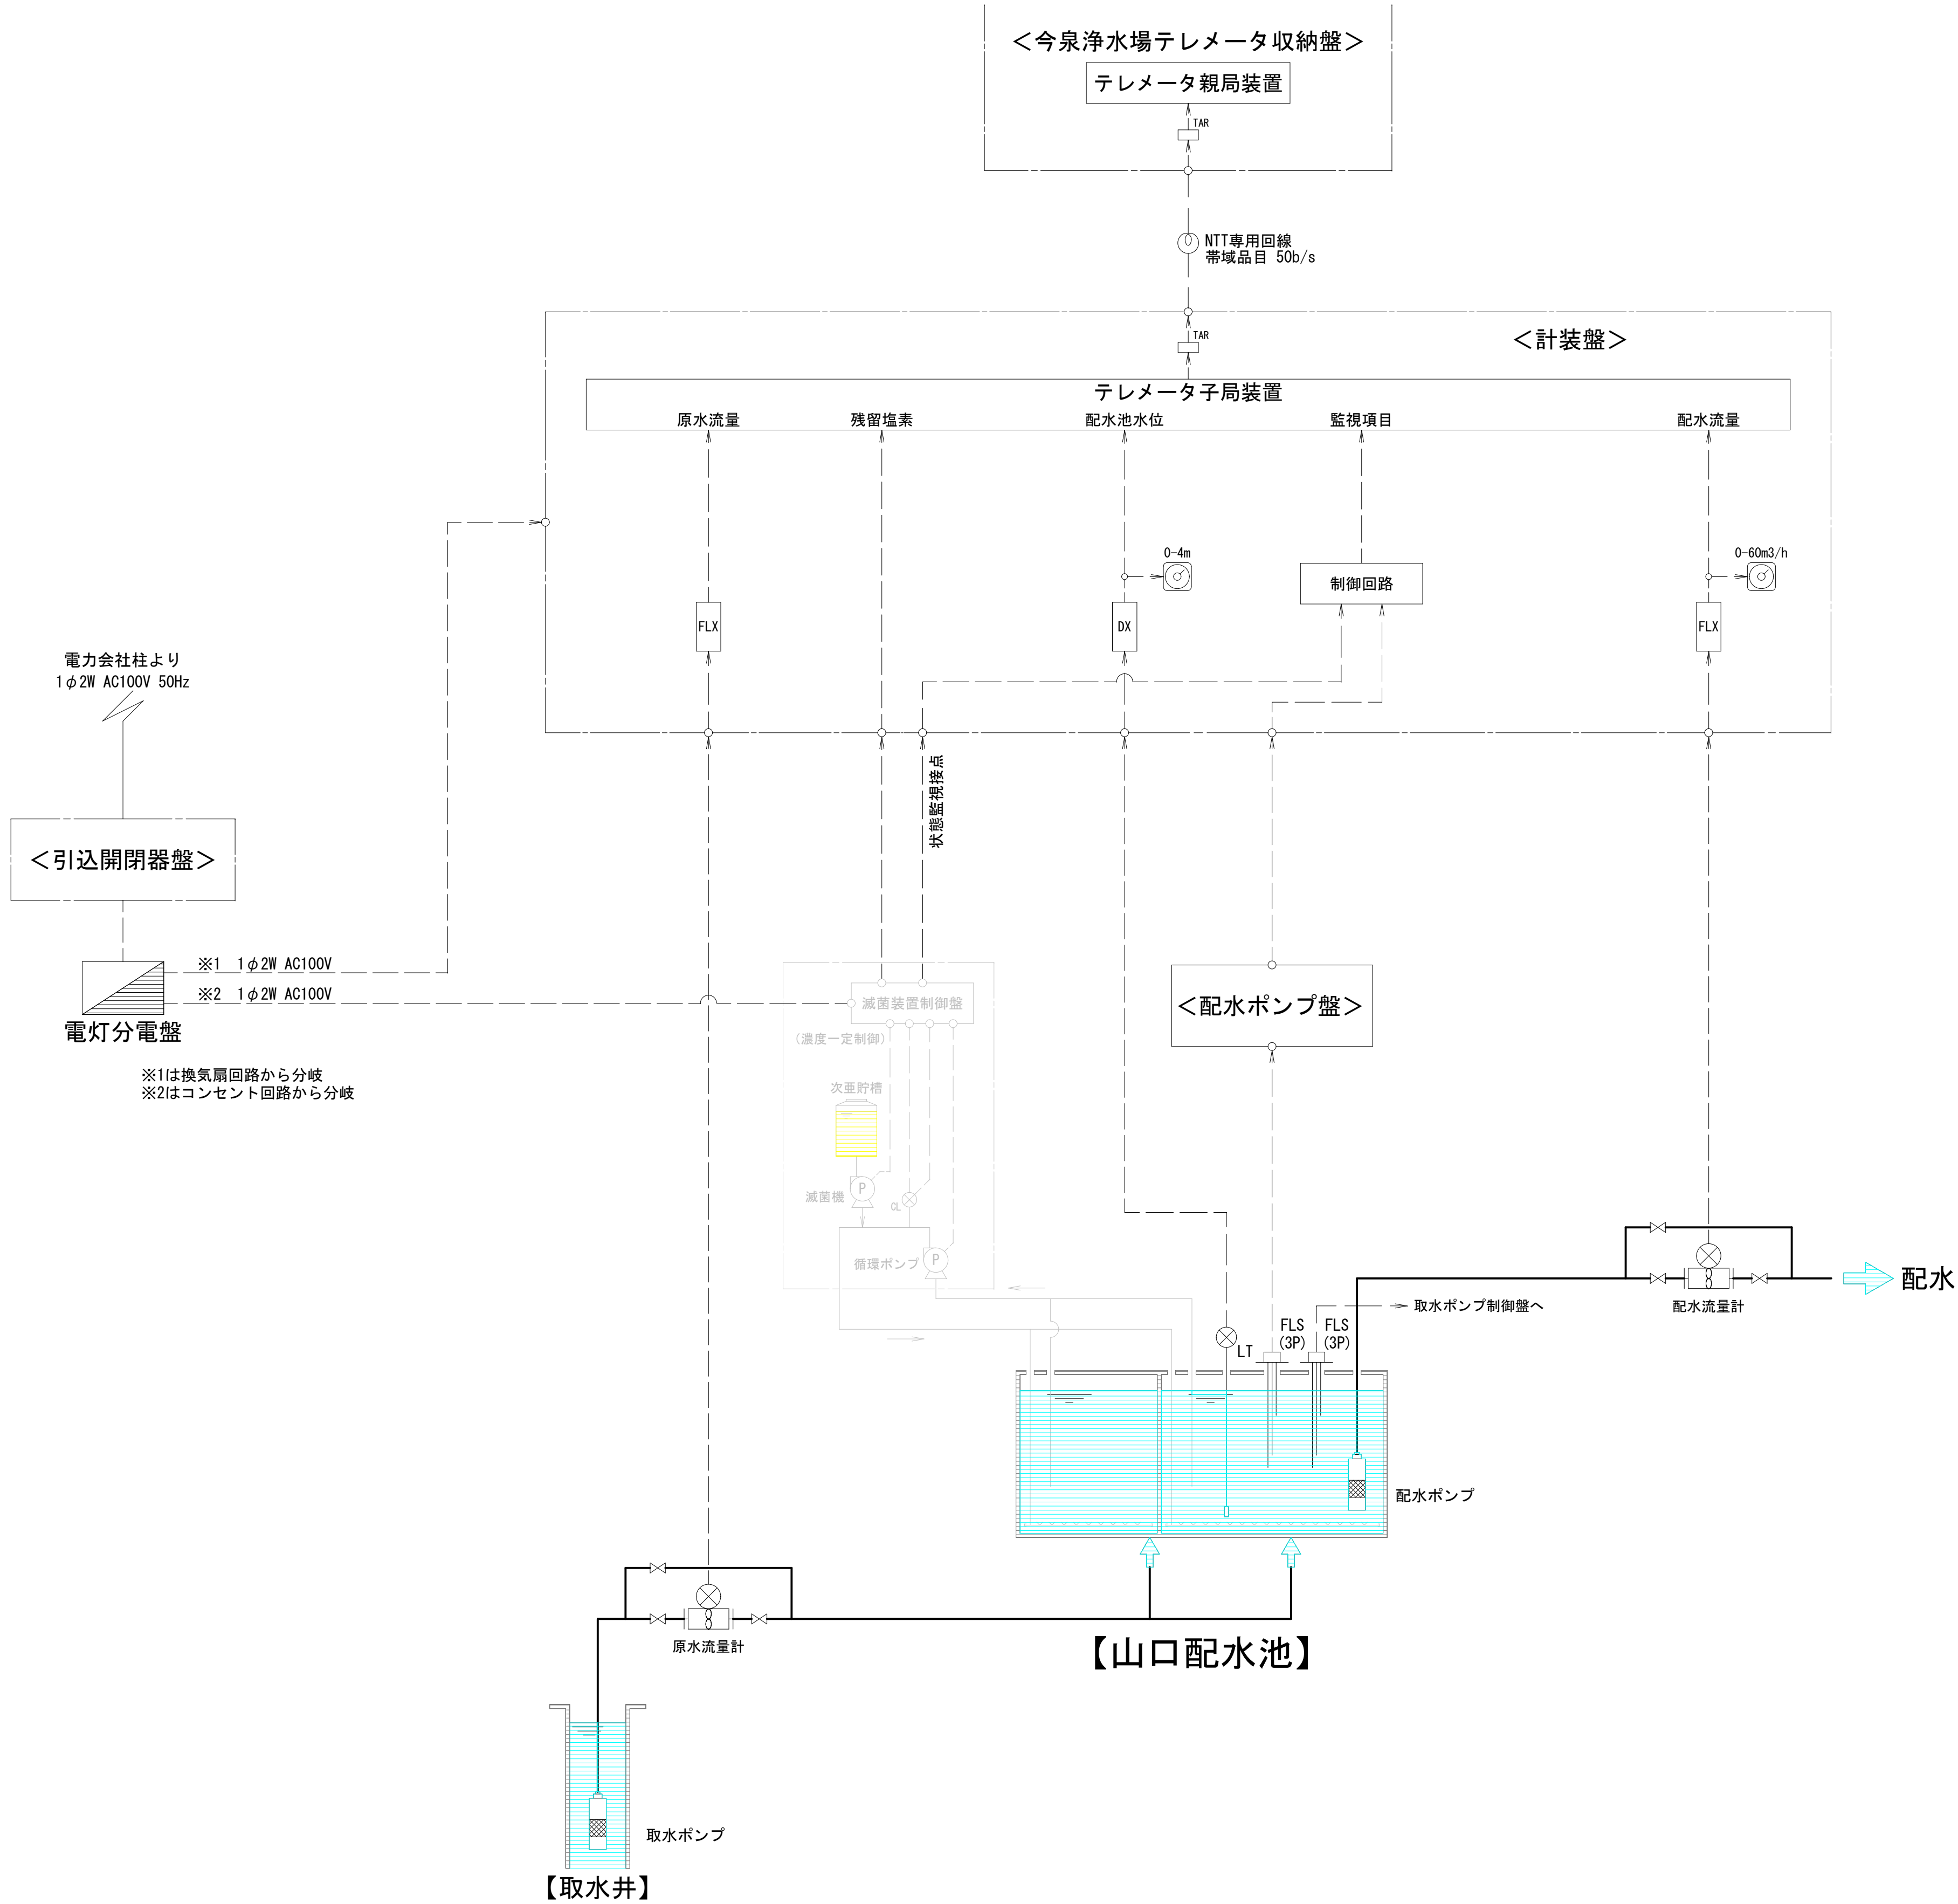 ＜今泉浄水場テレメータ収納盤＞
テレメータ親局装置
TAR
NTT専用回線
帯域品目 50b/s
＜計装盤＞
TAR
テレメータ子局装置
原水流量
残留塩素
配水池水位
監視項目
配水流量
0-4m
0-60m3/h
制御回路
FLX
DX
FLX
電力会社柱より
1φ2W AC100V 50Hz
状態監視接点
＜引込開閉器盤＞
※1 1φ2W AC100V
※2 1φ2W AC100V
電灯分電盤
※1は換気扇回路から分岐
※2はコンセント回路から分岐
滅菌装置制御盤
(濃度一定制御)
＜配水ポンプ盤＞
次亜貯槽
P
滅菌機
CL
循環ポンプ
P
配水
配水流量計
取水ポンプ制御盤へ
FLS
(3P)
FLS
(3P)
LT
配水ポンプ
原水流量計
【山口配水池】
取水ポンプ
【取水井】